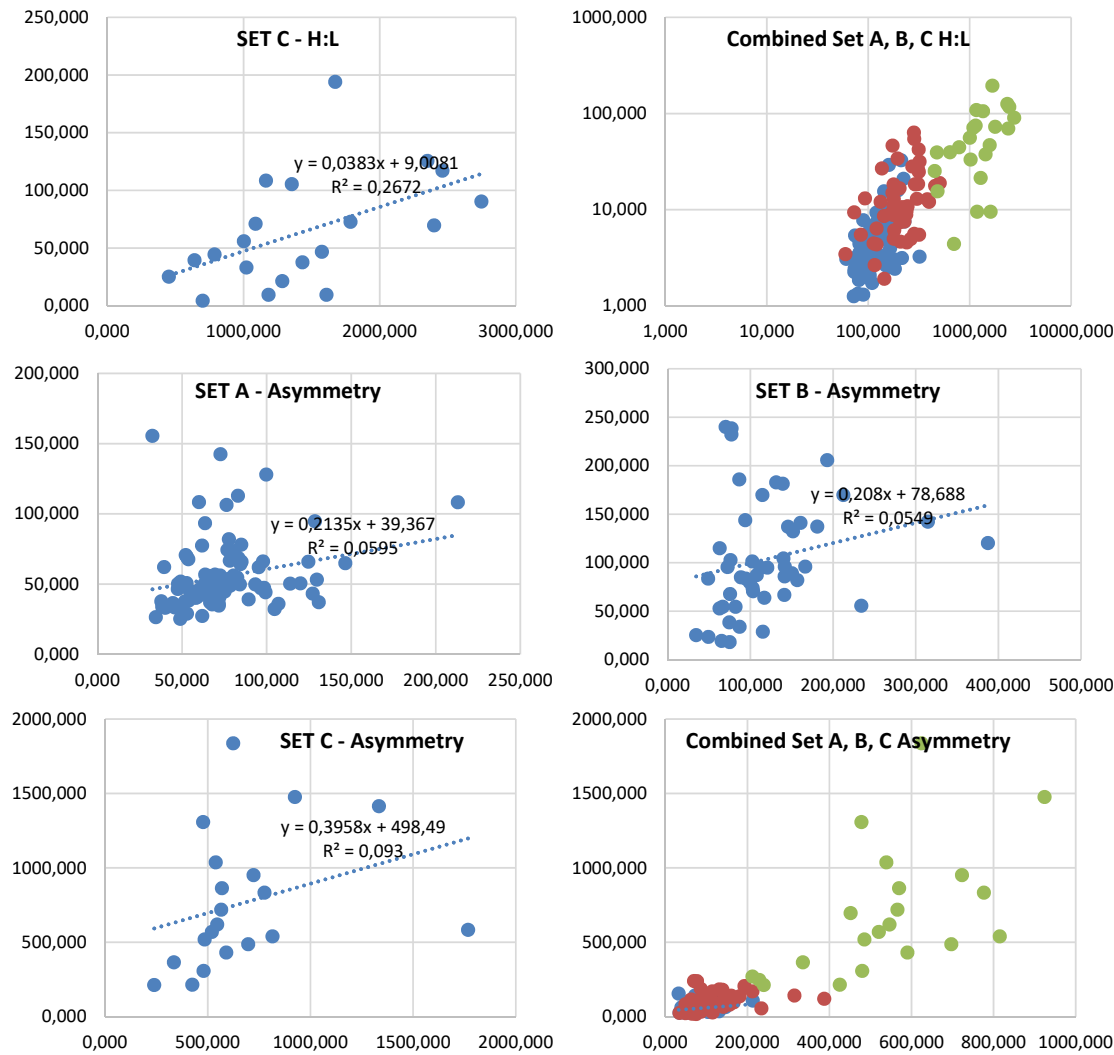 SET C - H:L
250,000
200,000
150,000
100,000
50,000
0,000
y = 0,0383x + 9,0081
R² = 0,2672
0,000 1000,000 2000,000 3000,000
Combined Set A, B, C H:L
1000,000
100,000
10,000
1,000
1,000 10,000 100,000 1000,000 10000,000
SET A - Asymmetry
200,000
150,000
100,000
50,000
0,000
y = 0,2135x + 39,367
R² = 0,0595
0,000 50,000 100,000 150,000 200,000 250,000
SET B - Asymmetry
300,000
250,000
200,000
150,000
100,000
50,000
0,000
y = 0,208x + 78,688
R² = 0,0549
0,000 100,000 200,000 300,000 400,000 500,000
SET C - Asymmetry
2000,000
1500,000
1000,000
500,000
0,000
y = 0,3958x + 498,49
R² = 0,093
0,000 500,000 1000,000 1500,000 2000,000
Combined Set A, B, C Asymmetry
2000,000
1500,000
1000,000
500,000
0,000
0,000 200,000 400,000 600,000 800,000 1000,000